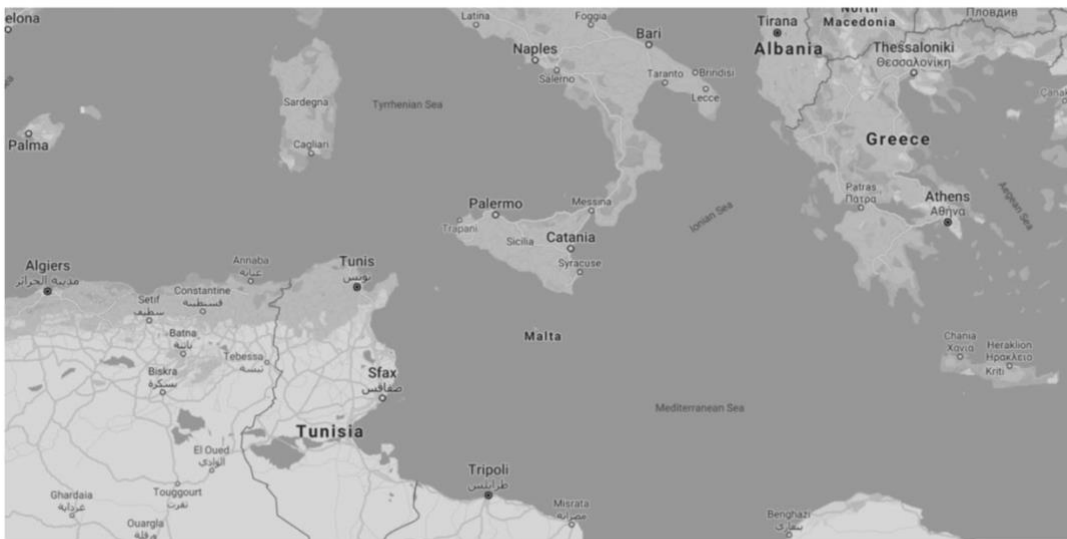 elona
Latina
Foggia
Tirana
North
Macedonia
Пловдив
Naples
Salerno
Bari
Albania
Thessaloniki
Θεσσαλονίκη
Taranto
Brindisi
Lecce
Sardegna
Tyrrhenian Sea
Palma
Cagliari
Greece
Palermo
Messina
Trapani
Sicilia
Catania
Syracuse
Ionian Sea
Patras
Πάτρα
Athens
Αθήνα
Aegean Sea
Algiers
مدينة الجزائر
Annaba
عنابة
Tunis
تونس
Setif
سطيف
Constantine
قسنطينة
Malta
Batna
باتنة
Tebessa
تبسة
Biskra
بسكرة
Sfax
صفاقس
Chania
Χανιά
Heraklion
Ηράκλειο
Kriti
Mediterranean Sea
Tunisia
El Oued
الوادي
Tripoli
طرابلس
Ghardaia
غرداية
Touggourt
تقرت
Misrata
مصراتة
Benghazi
بنغازي
Ouargla
ورقلة